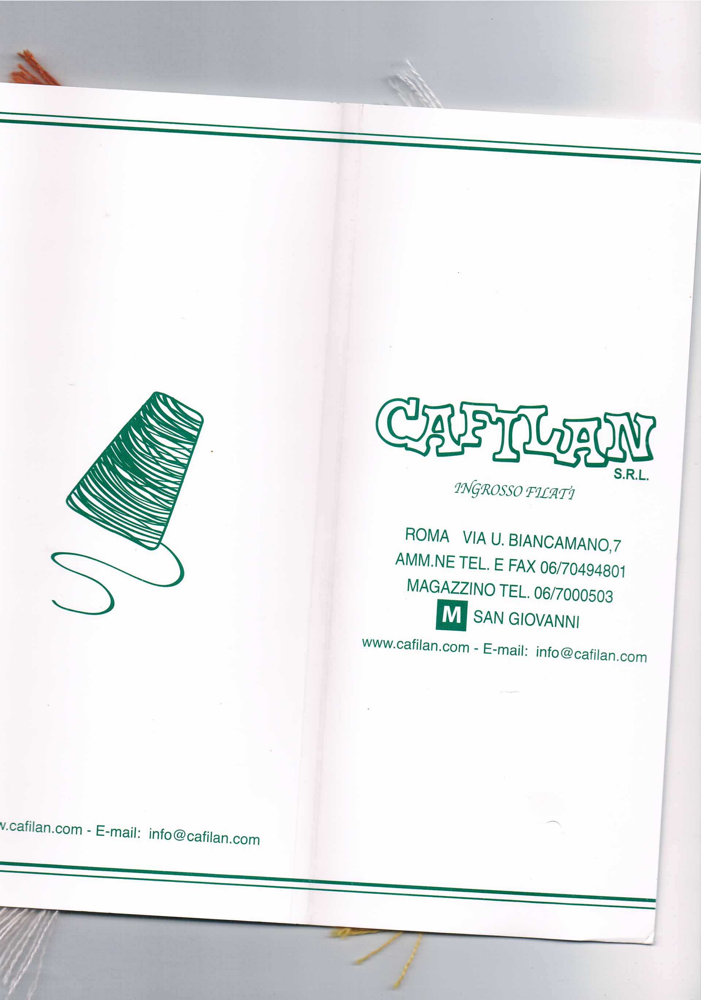 CAFILAN
S.R.L.
INGROSSO FILATI
ROMA VIA U. BIANCAMANO,7
AMM.NE TEL. E FAX 06/70494801
MAGAZZINO TEL. 06/7000503
M SAN GIOVANNI
www.cafilan.com - E-mail: info@cafilan.com
w.cafilan.com - E-mail: info@cafilan.com